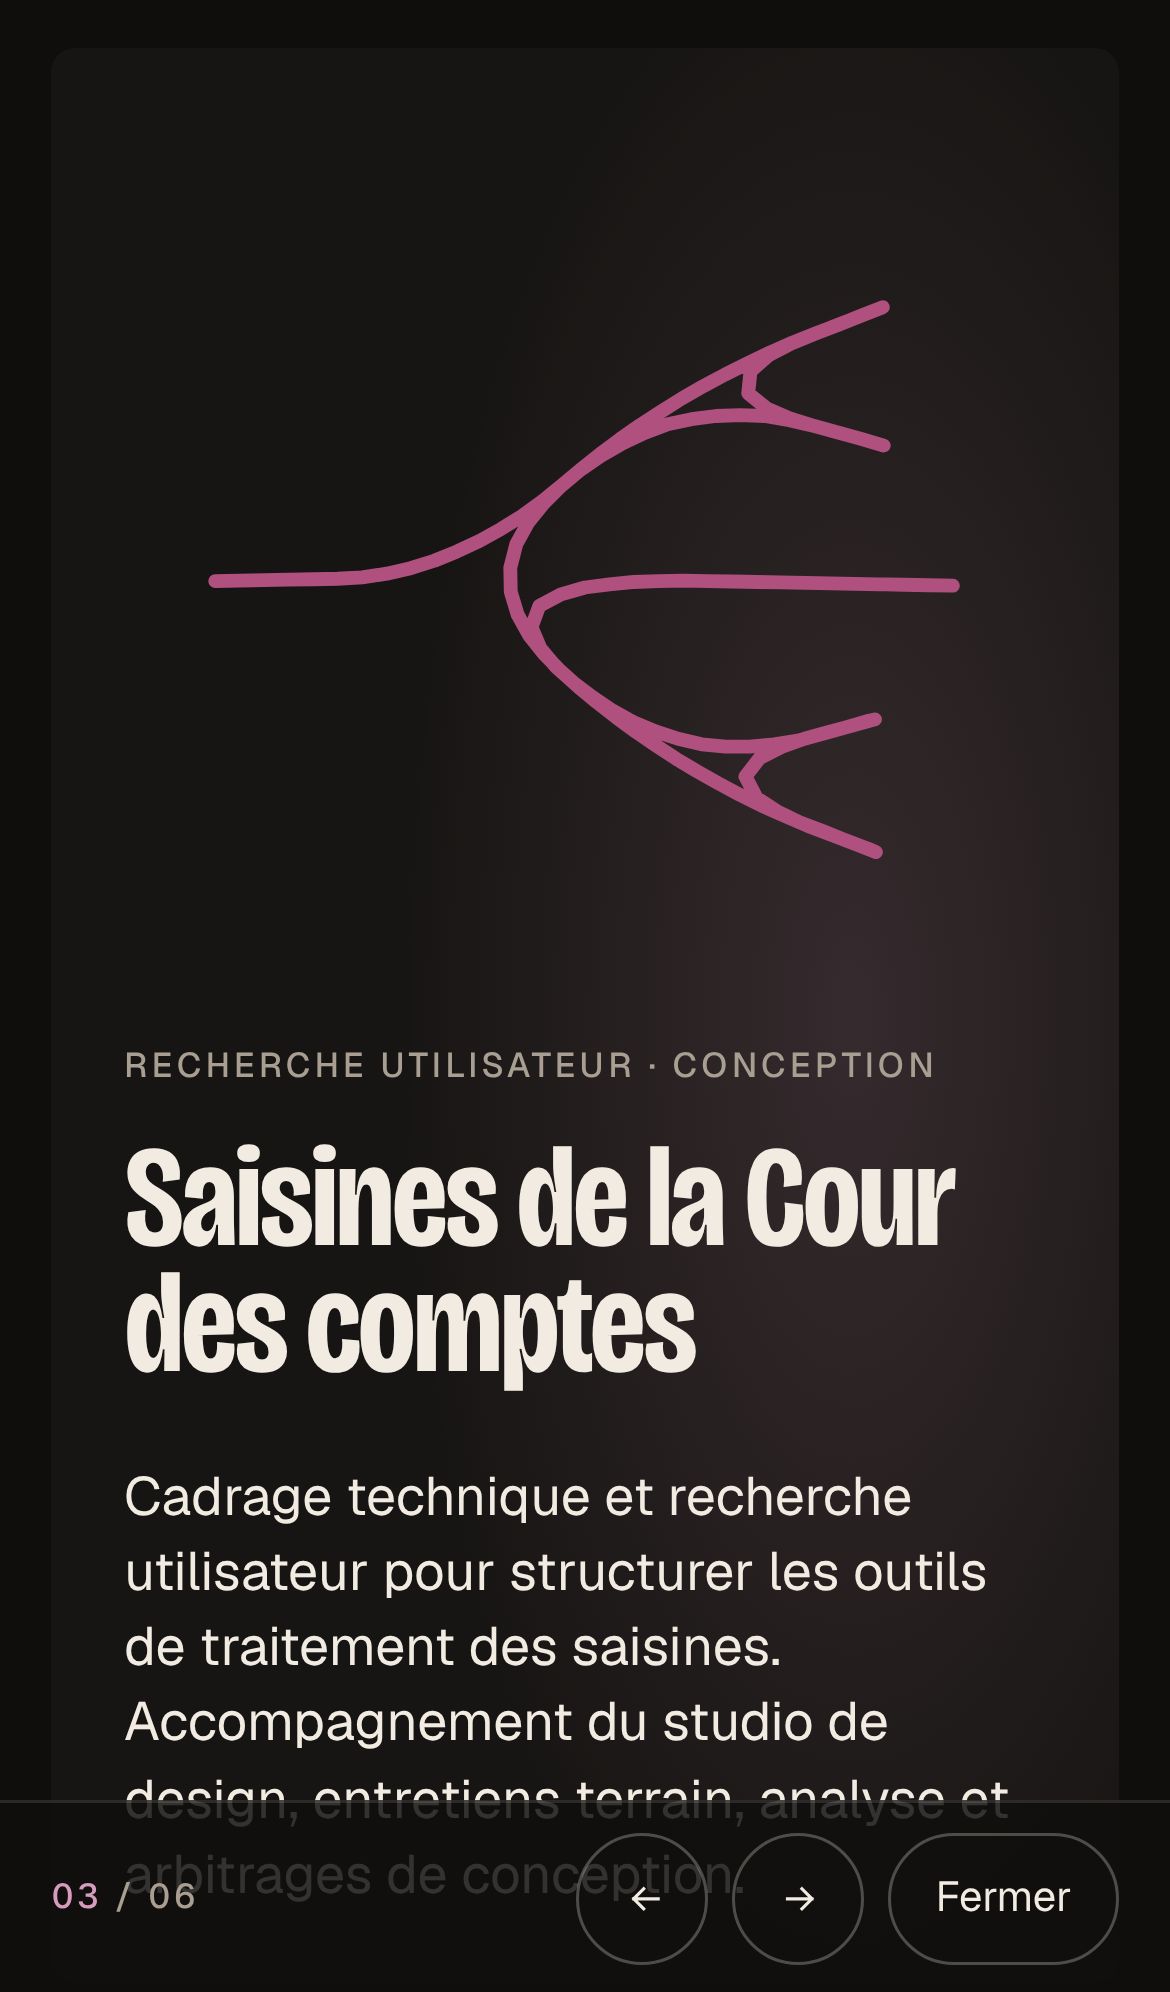 RECHERCHE UTILISATEUR · CONCEPTION
Saisines de la Cour
des comptes
Cadrage technique et recherche
utilisateur pour structurer les outils
de traitement des saisines.
Accompagnement du studio de
design, entretiens terrain, analyse et
arbitrages de conception.
03 / 06
← → Fermer